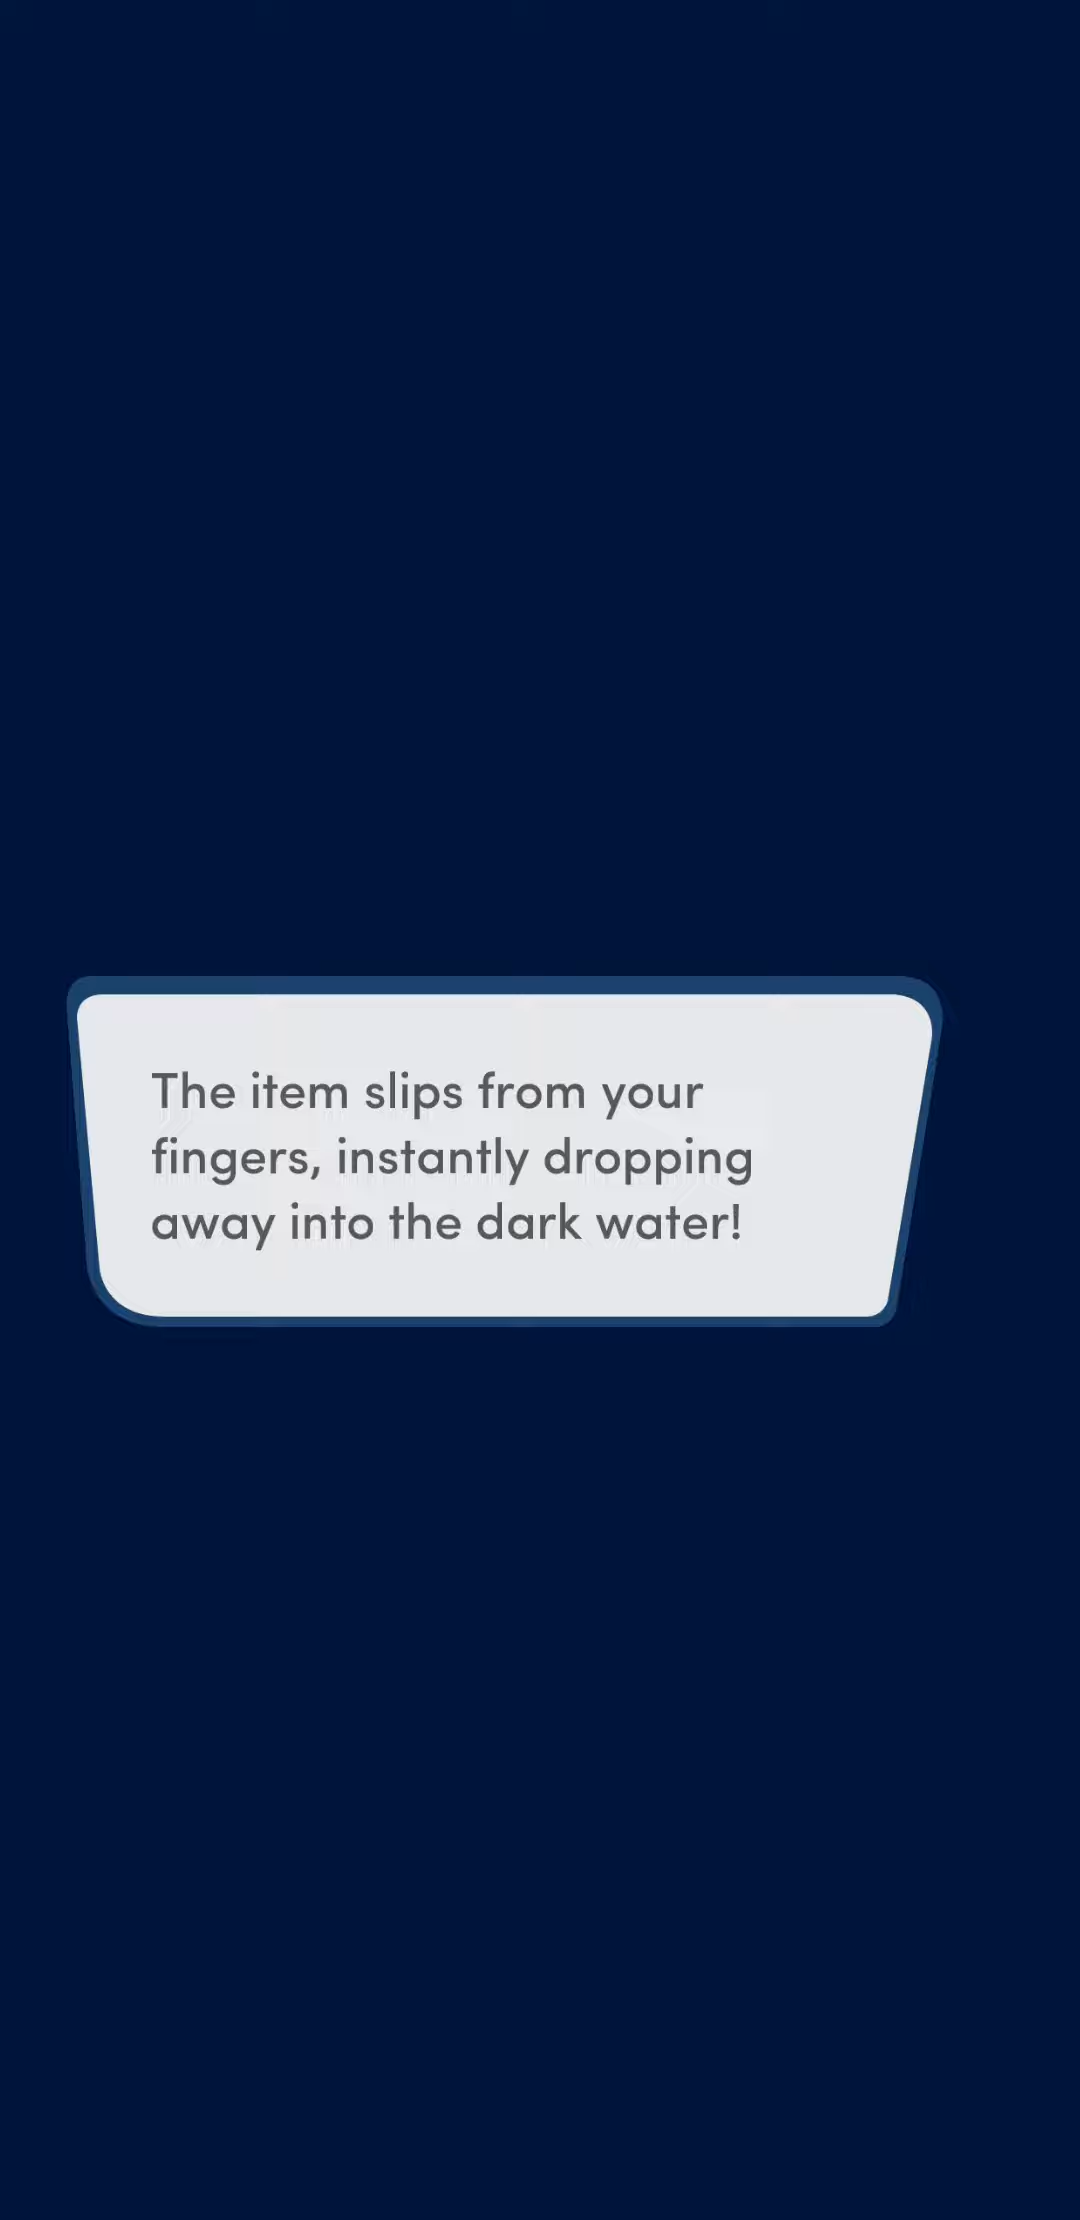 The item slips from your
fingers, instantly dropping
away into the dark water!